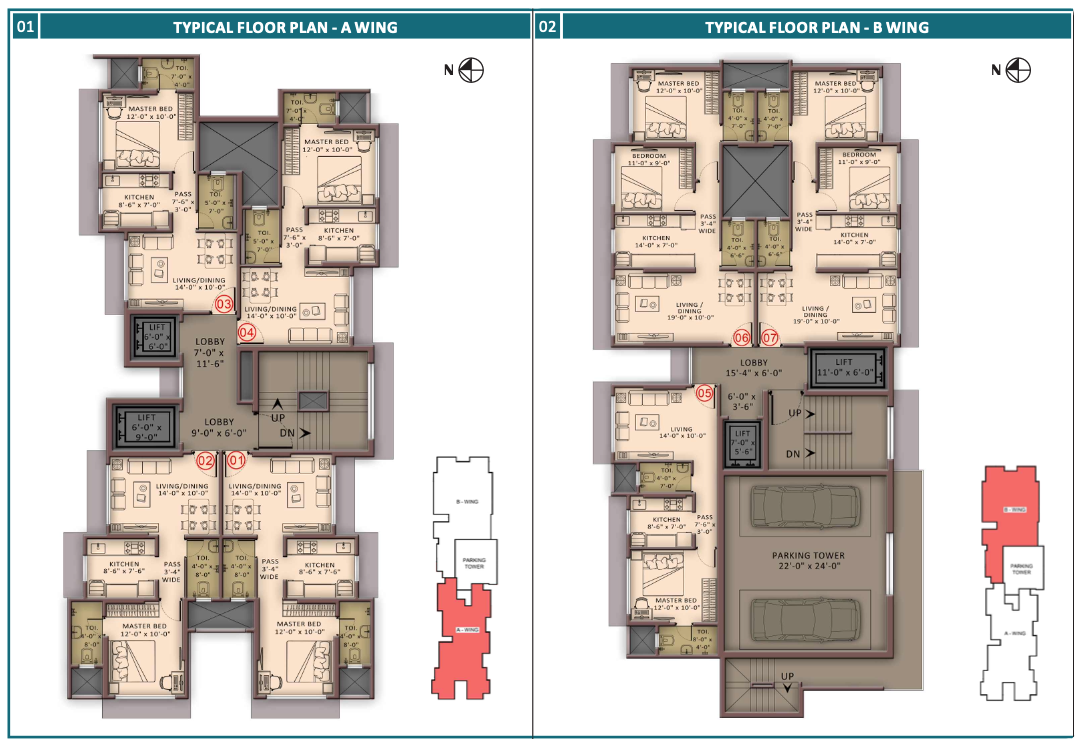 01
TYPICAL FLOOR PLAN - A WING
N
TOI.
7'-0" x
4'-0"
MASTER BED
12'-0" x 10'-0"
TOI.
7'-0" x
4'-0"
MASTER BED
12'-0" x 10'-0"
KITCHEN
8'-6" x 7'-0"
PASS
7'-6" x
3'-0"
TOI.
5'-0" x
7'-0"
TOI.
5'-0" x
7'-0"
PASS
7'-6" x
3'-0"
KITCHEN
8'-6" x 7'-0"
LIVING/DINING
14'-0" x 10'-0"
03
LIVING/DINING
14'-0" x 10'-0"
04
LIFT
6'-0" x
6'-0"
LOBBY
7'-0" x
11'-6"
LIFT
6'-0" x
9'-0"
LOBBY
9'-0" x 6'-0"
UP
DN
02
01
LIVING/DINING
14'-0" x 10'-0"
LIVING/DINING
14'-0" x 10'-0"
KITCHEN
8'-6" x 7'-6"
PASS
3'-4"
WIDE
TOI.
4'-0" x
8'-0"
TOI.
4'-0" x
8'-0"
PASS
3'-4"
WIDE
KITCHEN
8'-6" x 7'-6"
TOI.
4'-0" x
8'-0"
MASTER BED
12'-0" x 10'-0"
MASTER BED
12'-0" x 10'-0"
TOI.
4'-0" x
8'-0"
B - WING
PARKING
TOWER
A - WING
02
TYPICAL FLOOR PLAN - B WING
N
MASTER BED
12'-0" x 10'-0"
TOI.
4'-0" x
7'-0"
TOI.
4'-0" x
7'-0"
MASTER BED
12'-0" x 10'-0"
BEDROOM
11'-0" x 9'-0"
BEDROOM
11'-0" x 9'-0"
PASS
3'-4"
WIDE
PASS
3'-4"
WIDE
KITCHEN
14'-0" x 7'-0"
TOI.
4'-0" x
6'-6"
TOI.
4'-0" x
6'-6"
KITCHEN
14'-0" x 7'-0"
LIVING /
DINING
19'-0" x 10'-0"
LIVING /
DINING
19'-0" x 10'-0"
06
07
LOBBY
15'-4" x 6'-0"
LIFT
11'-0" x 6'-0"
05
6'-0" x
3'-6"
UP
DN
LIVING
14'-0" x 10'-0"
LIFT
7'-0" x
5'-6"
TOI.
4'-0" x
7'-0"
KITCHEN
8'-6" x 7'-0"
PASS
7'-6" x
3'-0"
MASTER BED
12'-0" x 10'-0"
TOI.
8'-0" x
4'-0"
PARKING TOWER
22'-0" x 24'-0"
UP
B - WING
PARKING
TOWER
A - WING